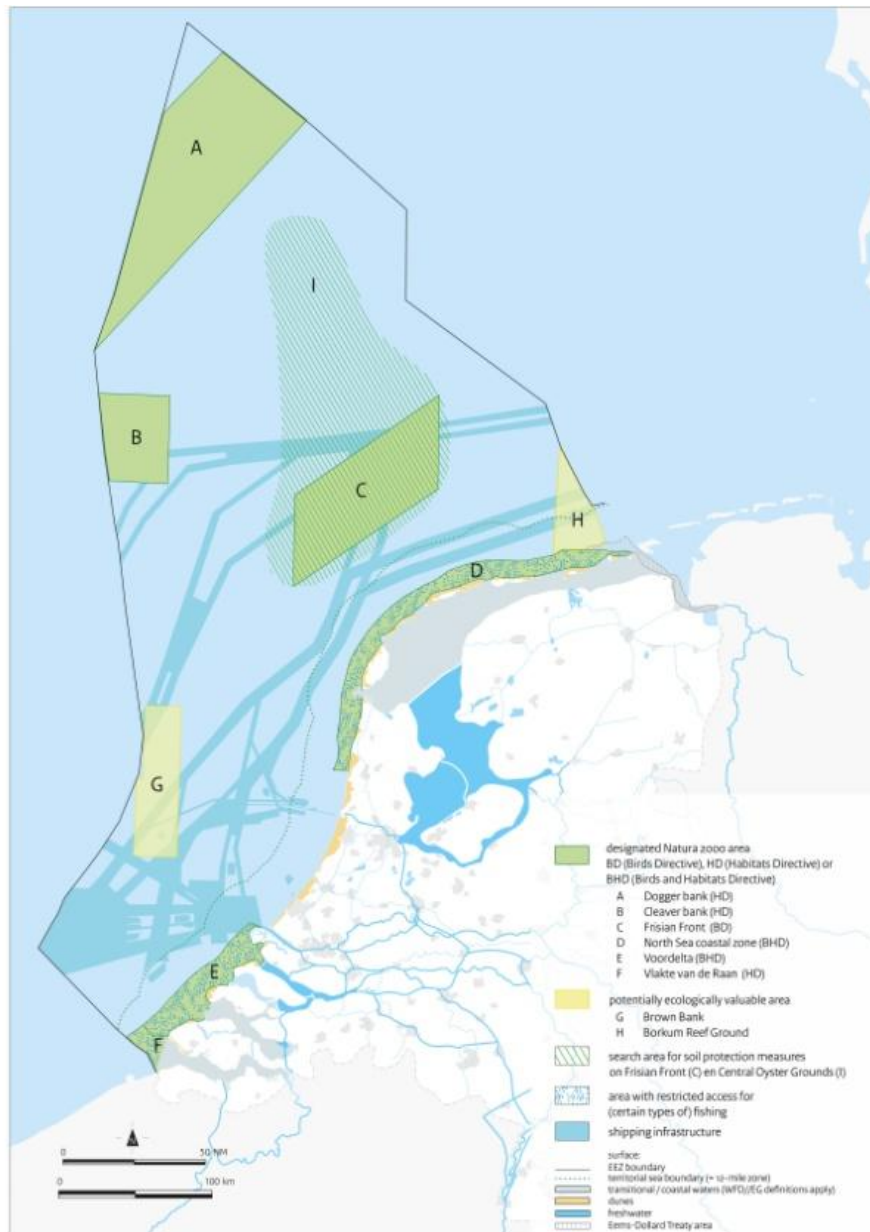 A
I
B
C
H
D
G
E
F
designated Natura 2000 area
BD (Birds Directive), HD (Habitats Directive) or
BHD (Birds and Habitats Directive)
A Dogger bank (HD)
B Cleaver bank (HD)
C Frisian Front (BD)
D North Sea coastal zone (BHD)
E Voordelta (BHD)
F Vlakte van de Raan (HD)
potentially ecologically valuable area
G Brown Bank
H Borkum Reef Ground
search area for soil protection measures
on Frisian Front (C) en Central Oyster Grounds (I)
area with restricted access for
(certain types of) fishing
shipping infrastructure
surface:
EEZ boundary
territorial sea boundary (= 12)-mile zone)
transitional / coastal waters (WFD//EG definitions apply)
dunes
freshwater
Eems-Dollard Treaty area
0 50 NM
0 100 km